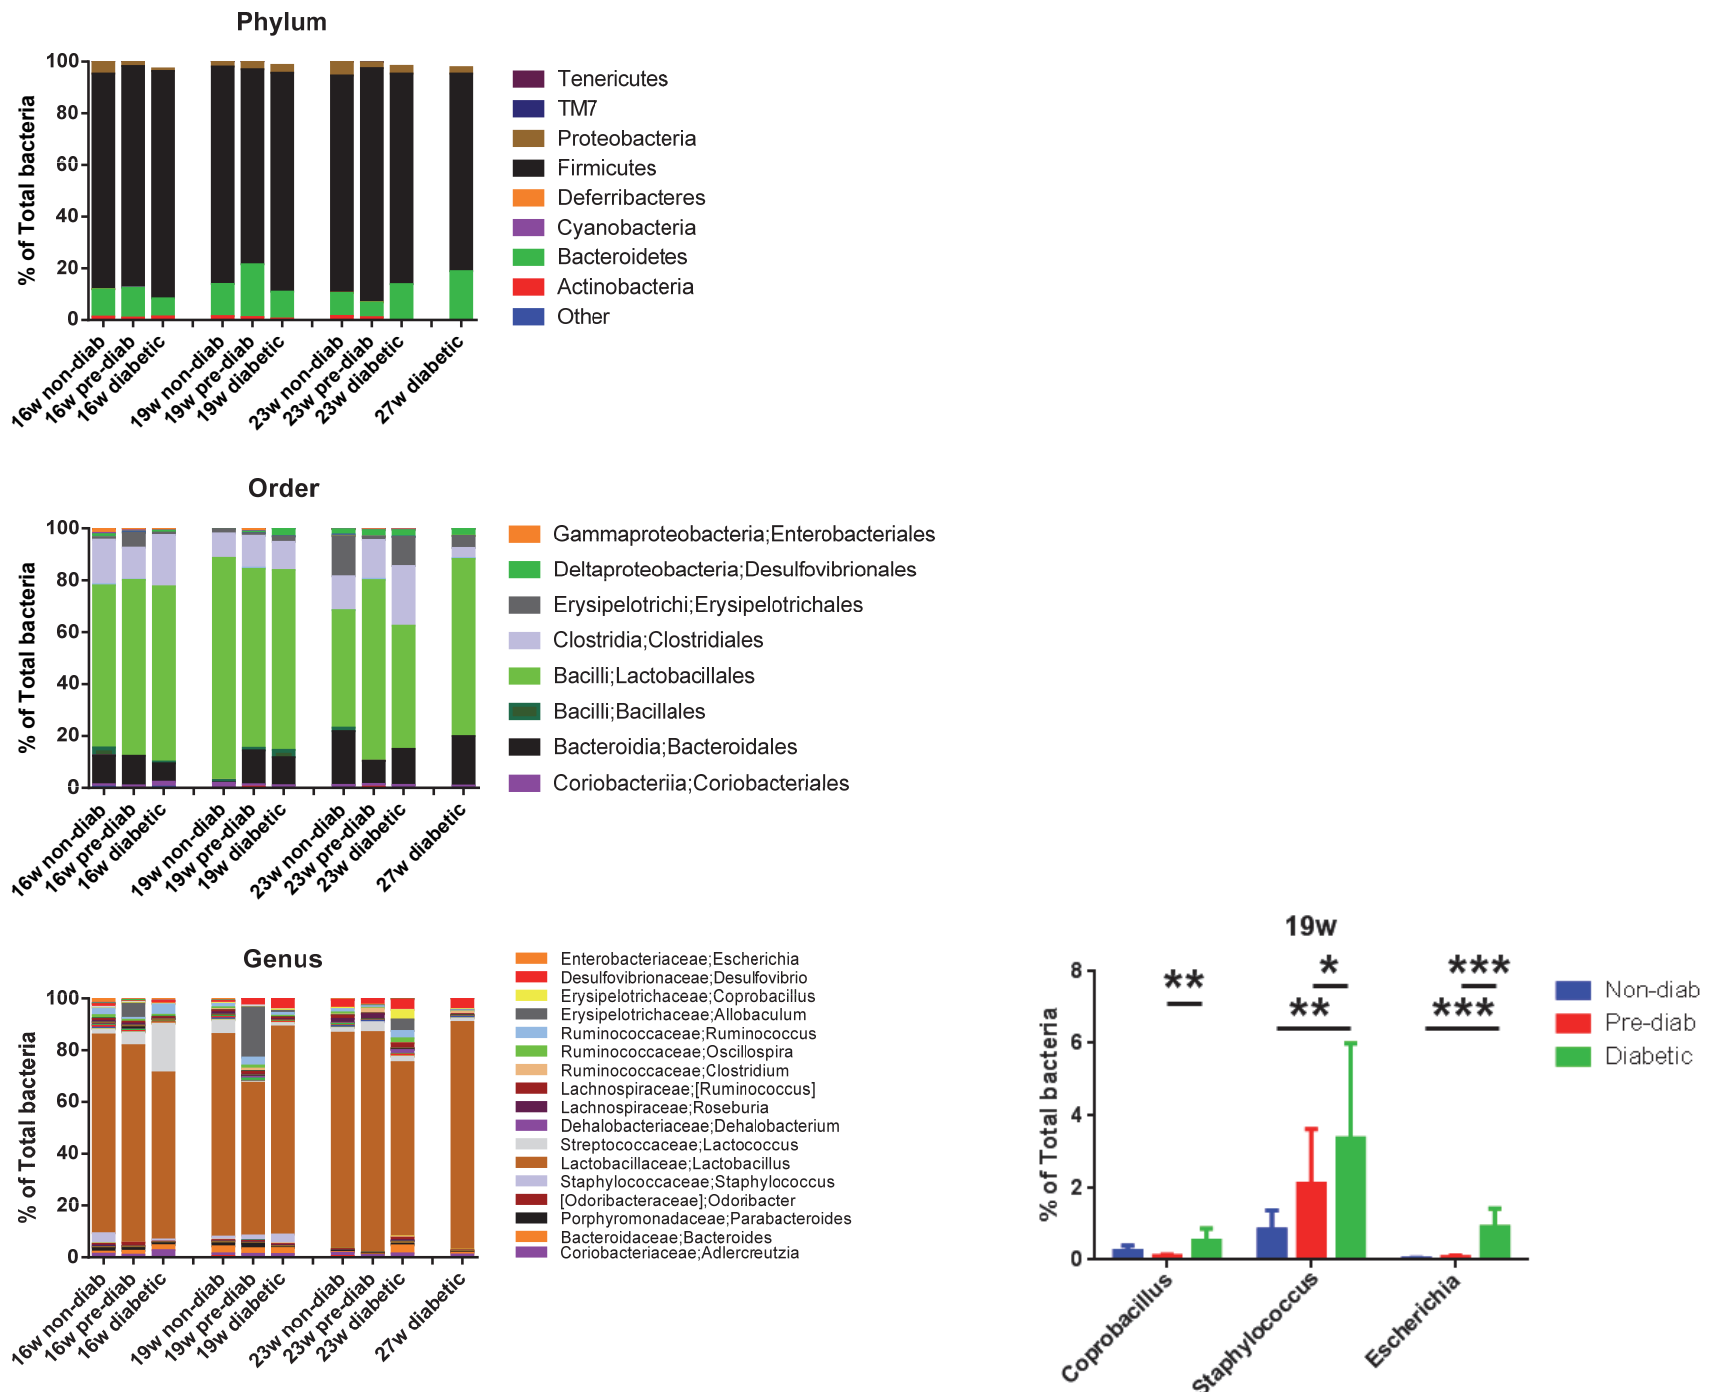 Phylum
% of Total bacteria
100
80
60
40
20
0
16w non-diab
16w pre-diab
16w diabetic
19w non-diab
19w pre-diab
19w diabetic
23w non-diab
23w pre-diab
23w diabetic
27w diabetic
Tenericutes
TM7
Proteobacteria
Firmicutes
Deferribacteres
Cyanobacteria
Bacteroidetes
Actinobacteria
Other
Order
% of Total bacteria
100
80
60
40
20
0
16w non-diab
16w pre-diab
16w diabetic
19w non-diab
19w pre-diab
19w diabetic
23w non-diab
23w pre-diab
23w diabetic
27w diabetic
Gammaproteobacteria;Enterobacteriales
Deltaproteobacteria;Desulfovibrionales
Erysipelotrichi;Erysipelotrichales
Clostridia;Clostridiales
Bacilli;Lactobacillales
Bacilli;Bacillales
Bacteroidia;Bacteroidales
Coriobacteriia;Coriobacteriales
Genus
% of Total bacteria
100
80
60
40
20
0
16w non-diab
16w pre-diab
16w diabetic
19w non-diab
19w pre-diab
19w diabetic
23w non-diab
23w pre-diab
23w diabetic
27w diabetic
Enterobacteriaceae;Escherichia
Desulfovibrionaceae;Desulfovibrio
Erysipelotrichaceae;Coprobacillus
Erysipelotrichaceae;Allobaculum
Ruminococcaceae;Ruminococcus
Ruminococcaceae;Oscillospira
Ruminococcaceae;Clostridium
Lachnospiraceae;[Ruminococcus]
Lachnospiraceae;Roseburia
Dehalobacteriaceae;Dehalobacterium
Streptococcaceae;Lactococcus
Lactobacillaceae;Lactobacillus
Staphylococcaceae;Staphylococcus
[Odoribacteraceae];Odoribacter
Porphyromonadaceae;Parabacteroides
Bacteroidaceae;Bacteroides
Coriobacteriaceae;Adlercreutzia
19w
% of Total bacteria
8
6
4
2
0
**
*
**
***
***
Coprobacillus
Staphylococcus
Escherichia
Non-diab
Pre-diab
Diabetic